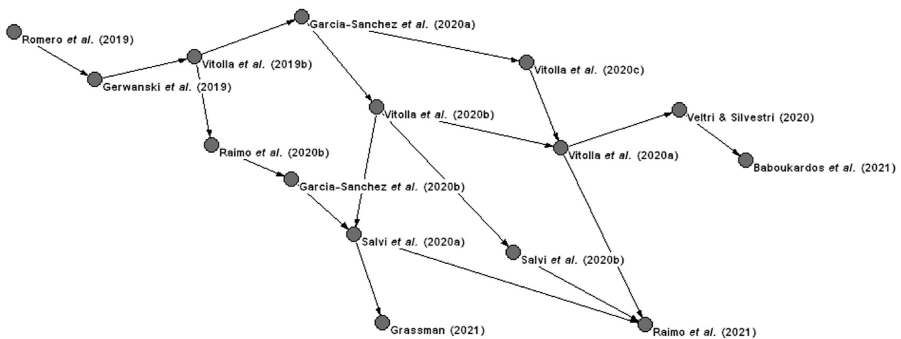 Garcia-Sanchez et al. (2020a)
Romero et al. (2019)
Vitolla et al. (2019b)
Vitolla et al. (2020c)
Gerwanski et al. (2019)
Vitolla et al. (2020b)
Veltri & Silvestri (2020)
Raimo et al. (2020b)
Vitolla et al. (2020a)
Baboukardos et al. (2021)
Garcia-Sanchez et al. (2020b)
Salvi et al. (2020a)
Salvi et al. (2020b)
Grassman (2021)
Raimo et al. (2021)